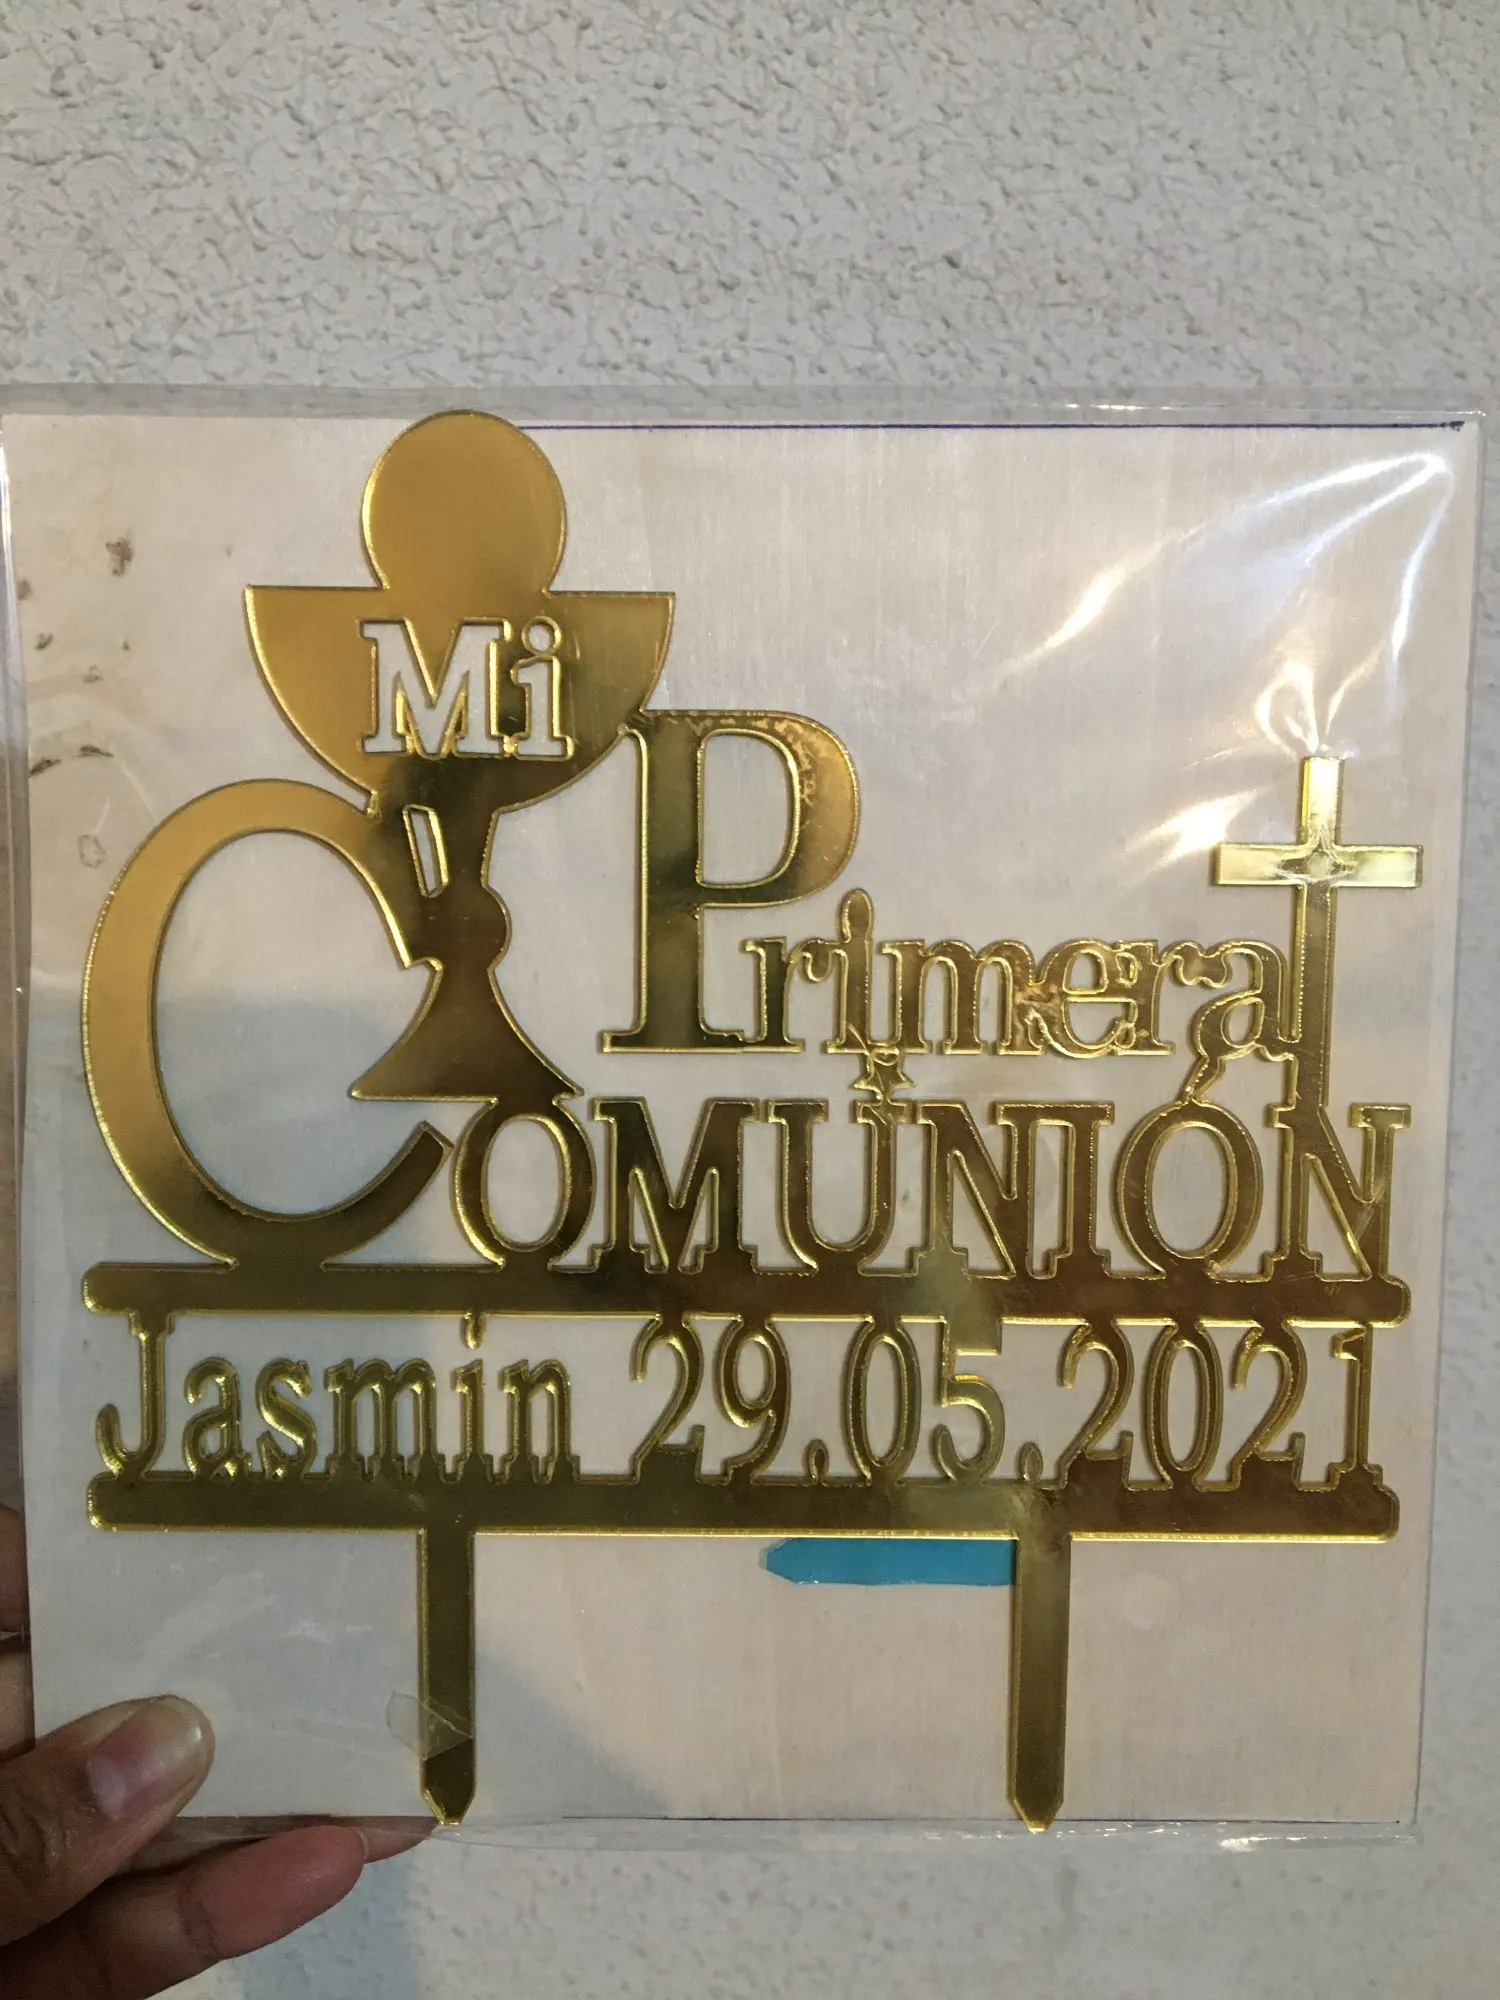 Mi
Primera
COMUNIÓN
Jasmin 29.05.2021